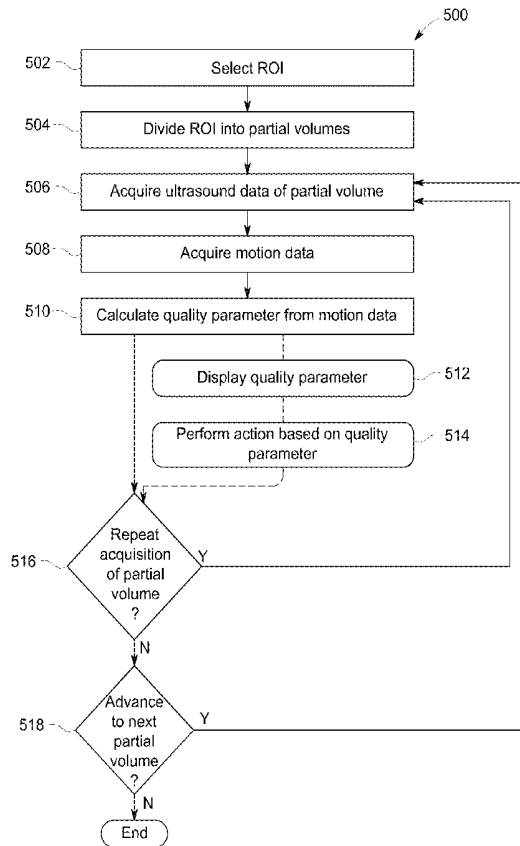 500
502
Select ROI
504
Divide ROI into partial volumes
506
Acquire ultrasound data of partial volume
508
Acquire motion data
510
Calculate quality parameter from motion data
Display quality parameter
512
Perform action based on quality
parameter
514
516
Repeat
acquisition
of partial
volume
?
Y
N
518
Advance
to next
partial
volume
?
Y
N
End